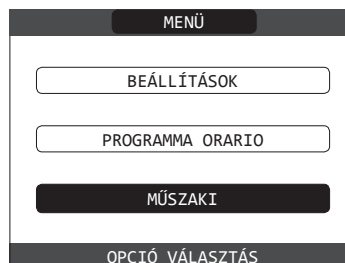 MENÜ
BEÁLLÍTÁSOK
PROGRAMMA ORARIO
MŰSZAKI
OPCIÓ VÁLASZTÁS